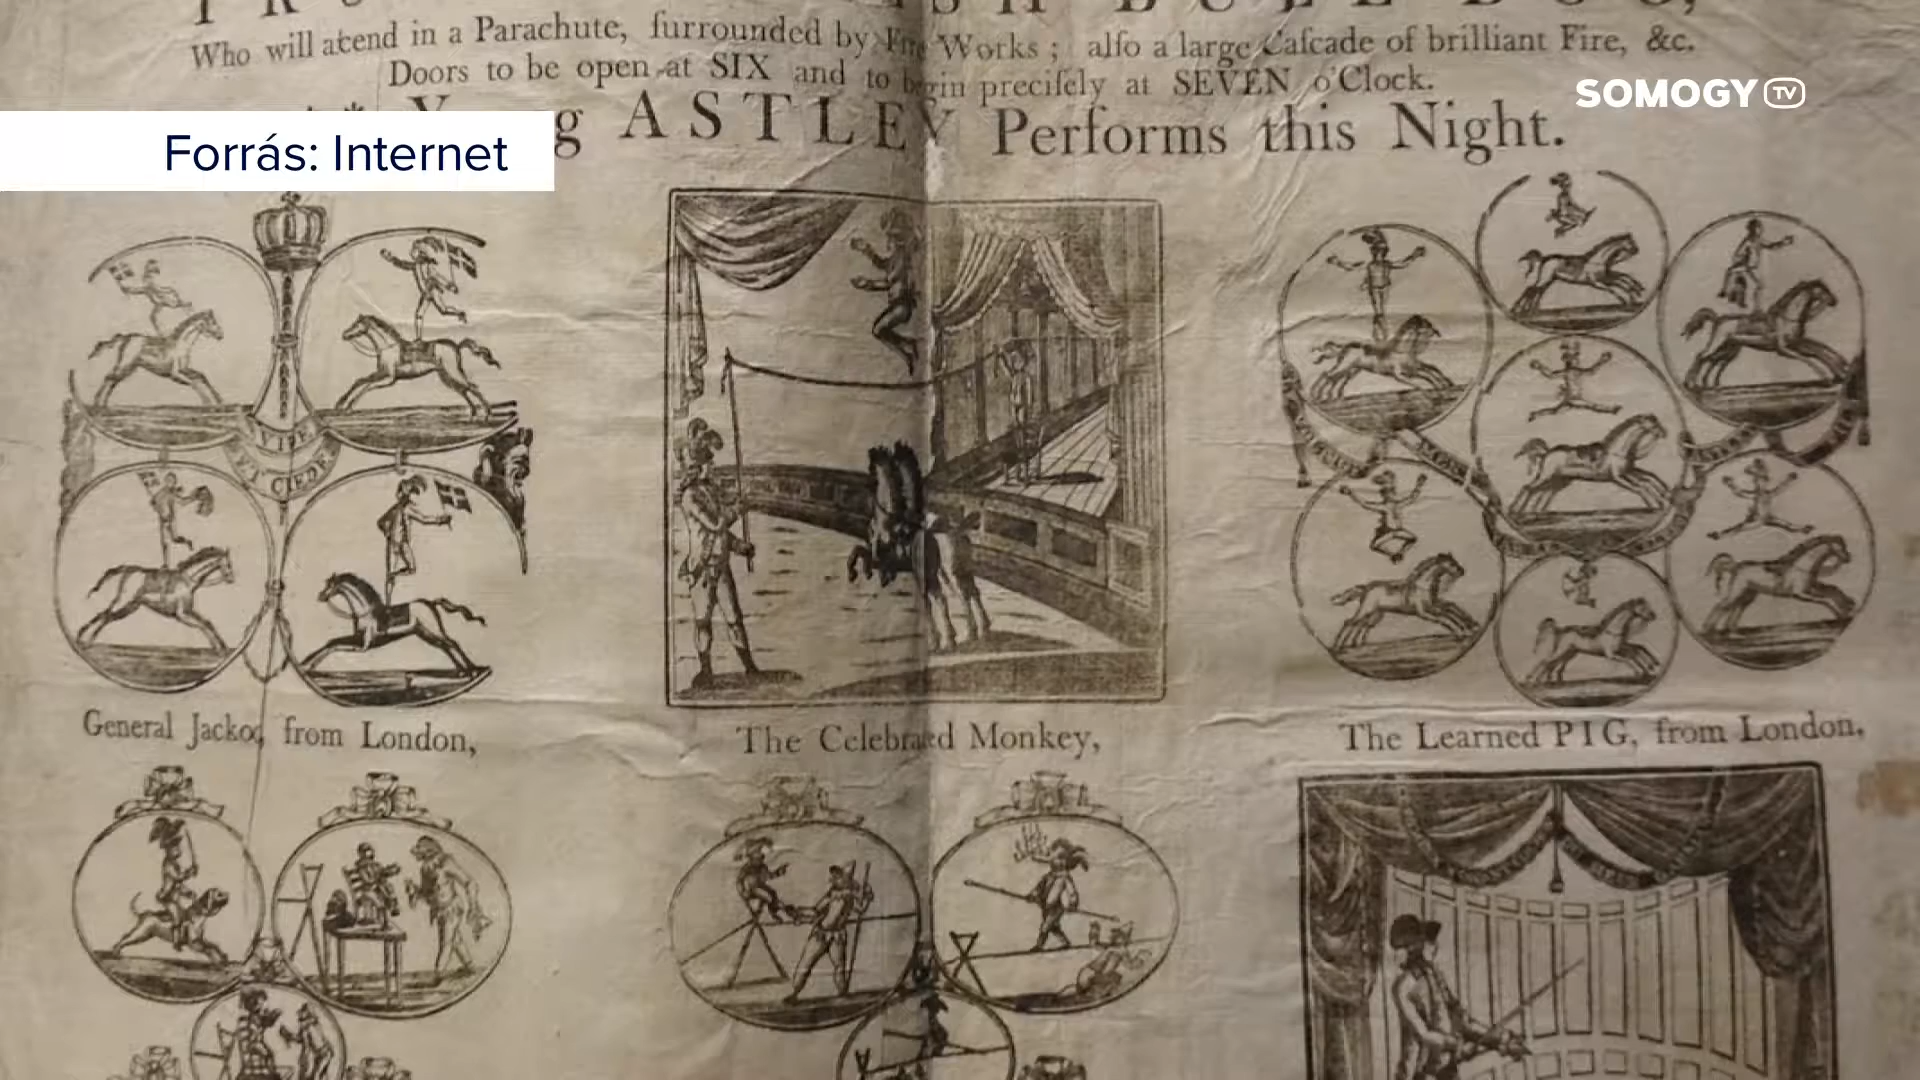 Who will attend in a Parachute, furrounded by Fire Works; alfo a large Cafcade of brilliant Fire, &c.
Doors to be open at SIX and to begin precifely at SEVEN o'Clock.
SOMOGY TV
ASTLEY Performs this Night.
Forrás: Internet
General Jackoo, from London,
The Celebrated Monkey,
The Learned PIG, from London,